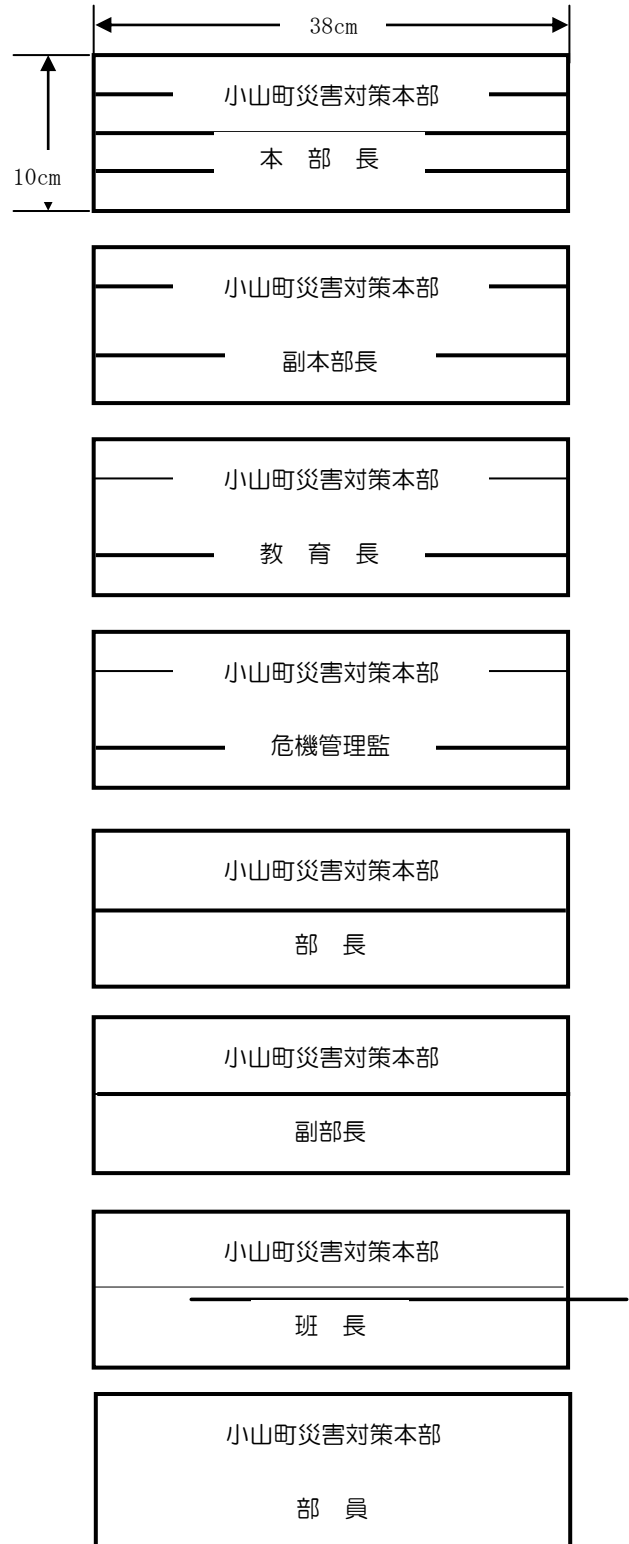 38cm
小山町災害対策本部
本　部　長
10cm
小山町災害対策本部
副本部長
小山町災害対策本部
教　育　長
小山町災害対策本部
危機管理監
小山町災害対策本部
部　長
小山町災害対策本部
副部長
小山町災害対策本部
班　長
小山町災害対策本部
部　員